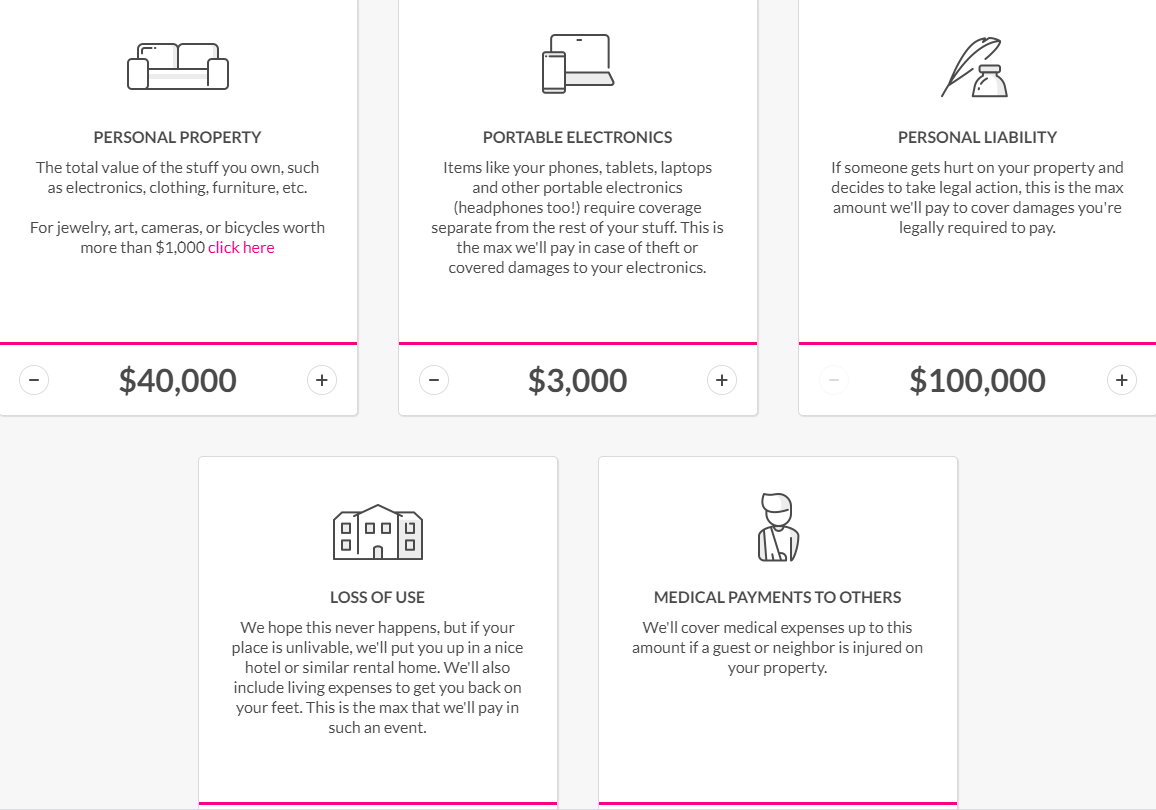 PERSONAL PROPERTY
The total value of the stuff you own, such
as electronics, clothing, furniture, etc.
For jewelry, art, cameras, or bicycles worth
more than $1,000 click here
− $40,000 +
PORTABLE ELECTRONICS
Items like your phones, tablets, laptops
and other portable electronics
(headphones too!) require coverage
separate from the rest of your stuff. This is
the max we'll pay in case of theft or
covered damages to your electronics.
− $3,000 +
PERSONAL LIABILITY
If someone gets hurt on your property and
decides to take legal action, this is the max
amount we'll pay to cover damages you're
legally required to pay.
− $100,000 +
LOSS OF USE
We hope this never happens, but if your
place is unlivable, we'll put you up in a nice
hotel or similar rental home. We'll also
include living expenses to get you back on
your feet. This is the max that we'll pay in
such an event.
MEDICAL PAYMENTS TO OTHERS
We'll cover medical expenses up to this
amount if a guest or neighbor is injured on
your property.